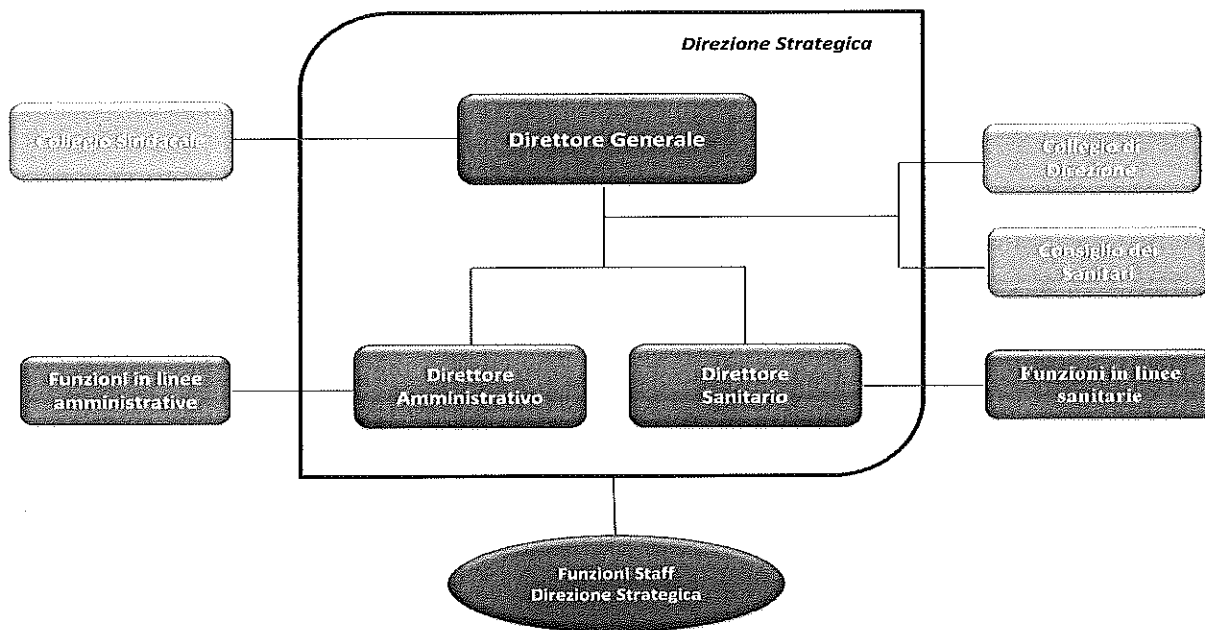 Direzione Strategica
Direttore Generale
Collegio Sindacale
Collegio di
Direzione
Consiglio dei
Sanitari
Funzioni in linee
amministrative
Direttore
Amministrativo
Direttore
Sanitario
Funzioni in linee
sanitarie
Funzioni Staff
Direzione Strategica